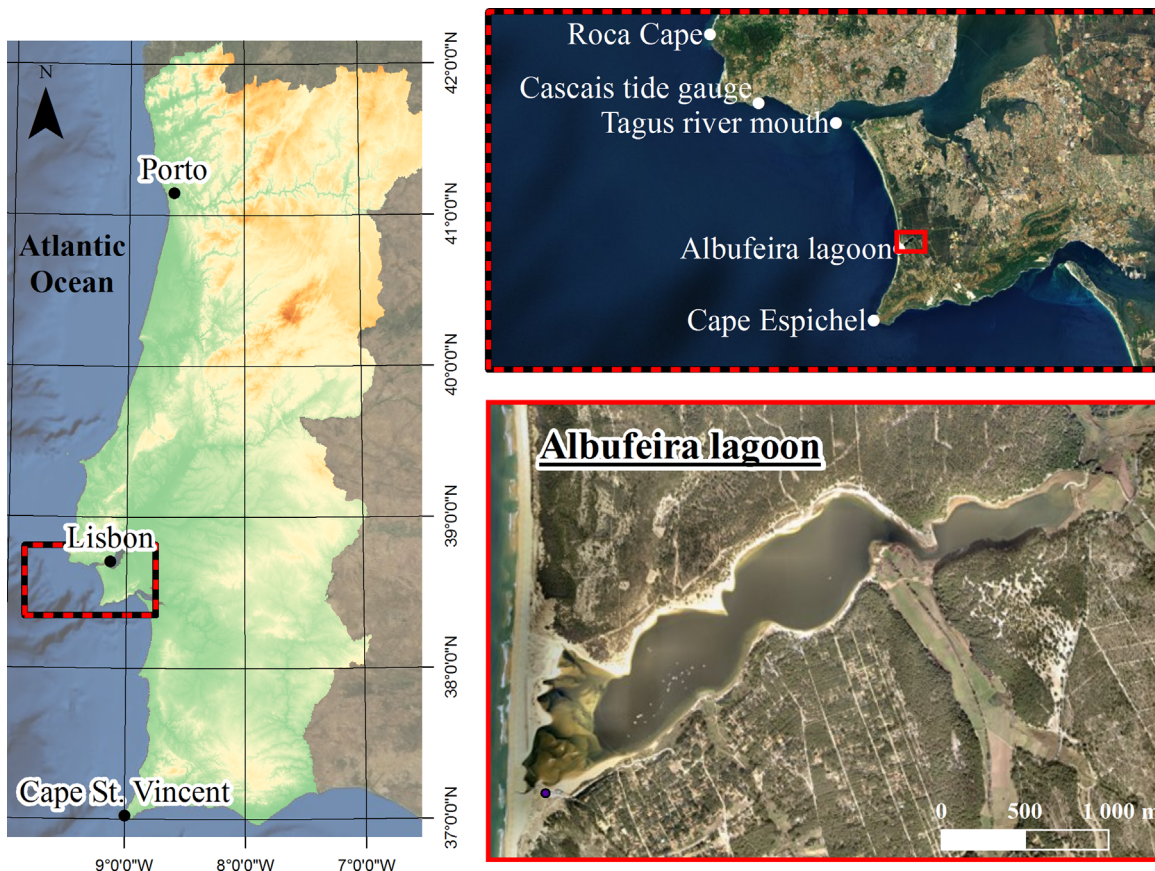 N
Porto
Atlantic
Ocean
Lisbon
Cape St. Vincent
42°0'0"N
41°0'0"N
40°0'0"N
39°0'0"N
38°0'0"N
37°0'0"N
9°0'0"W
8°0'0"W
7°0'0"W
Roca Cape
Cascais tide gauge
Tagus river mouth
Albufeira lagoon
Cape Espichel
Albufeira lagoon
0 500 1 000 m